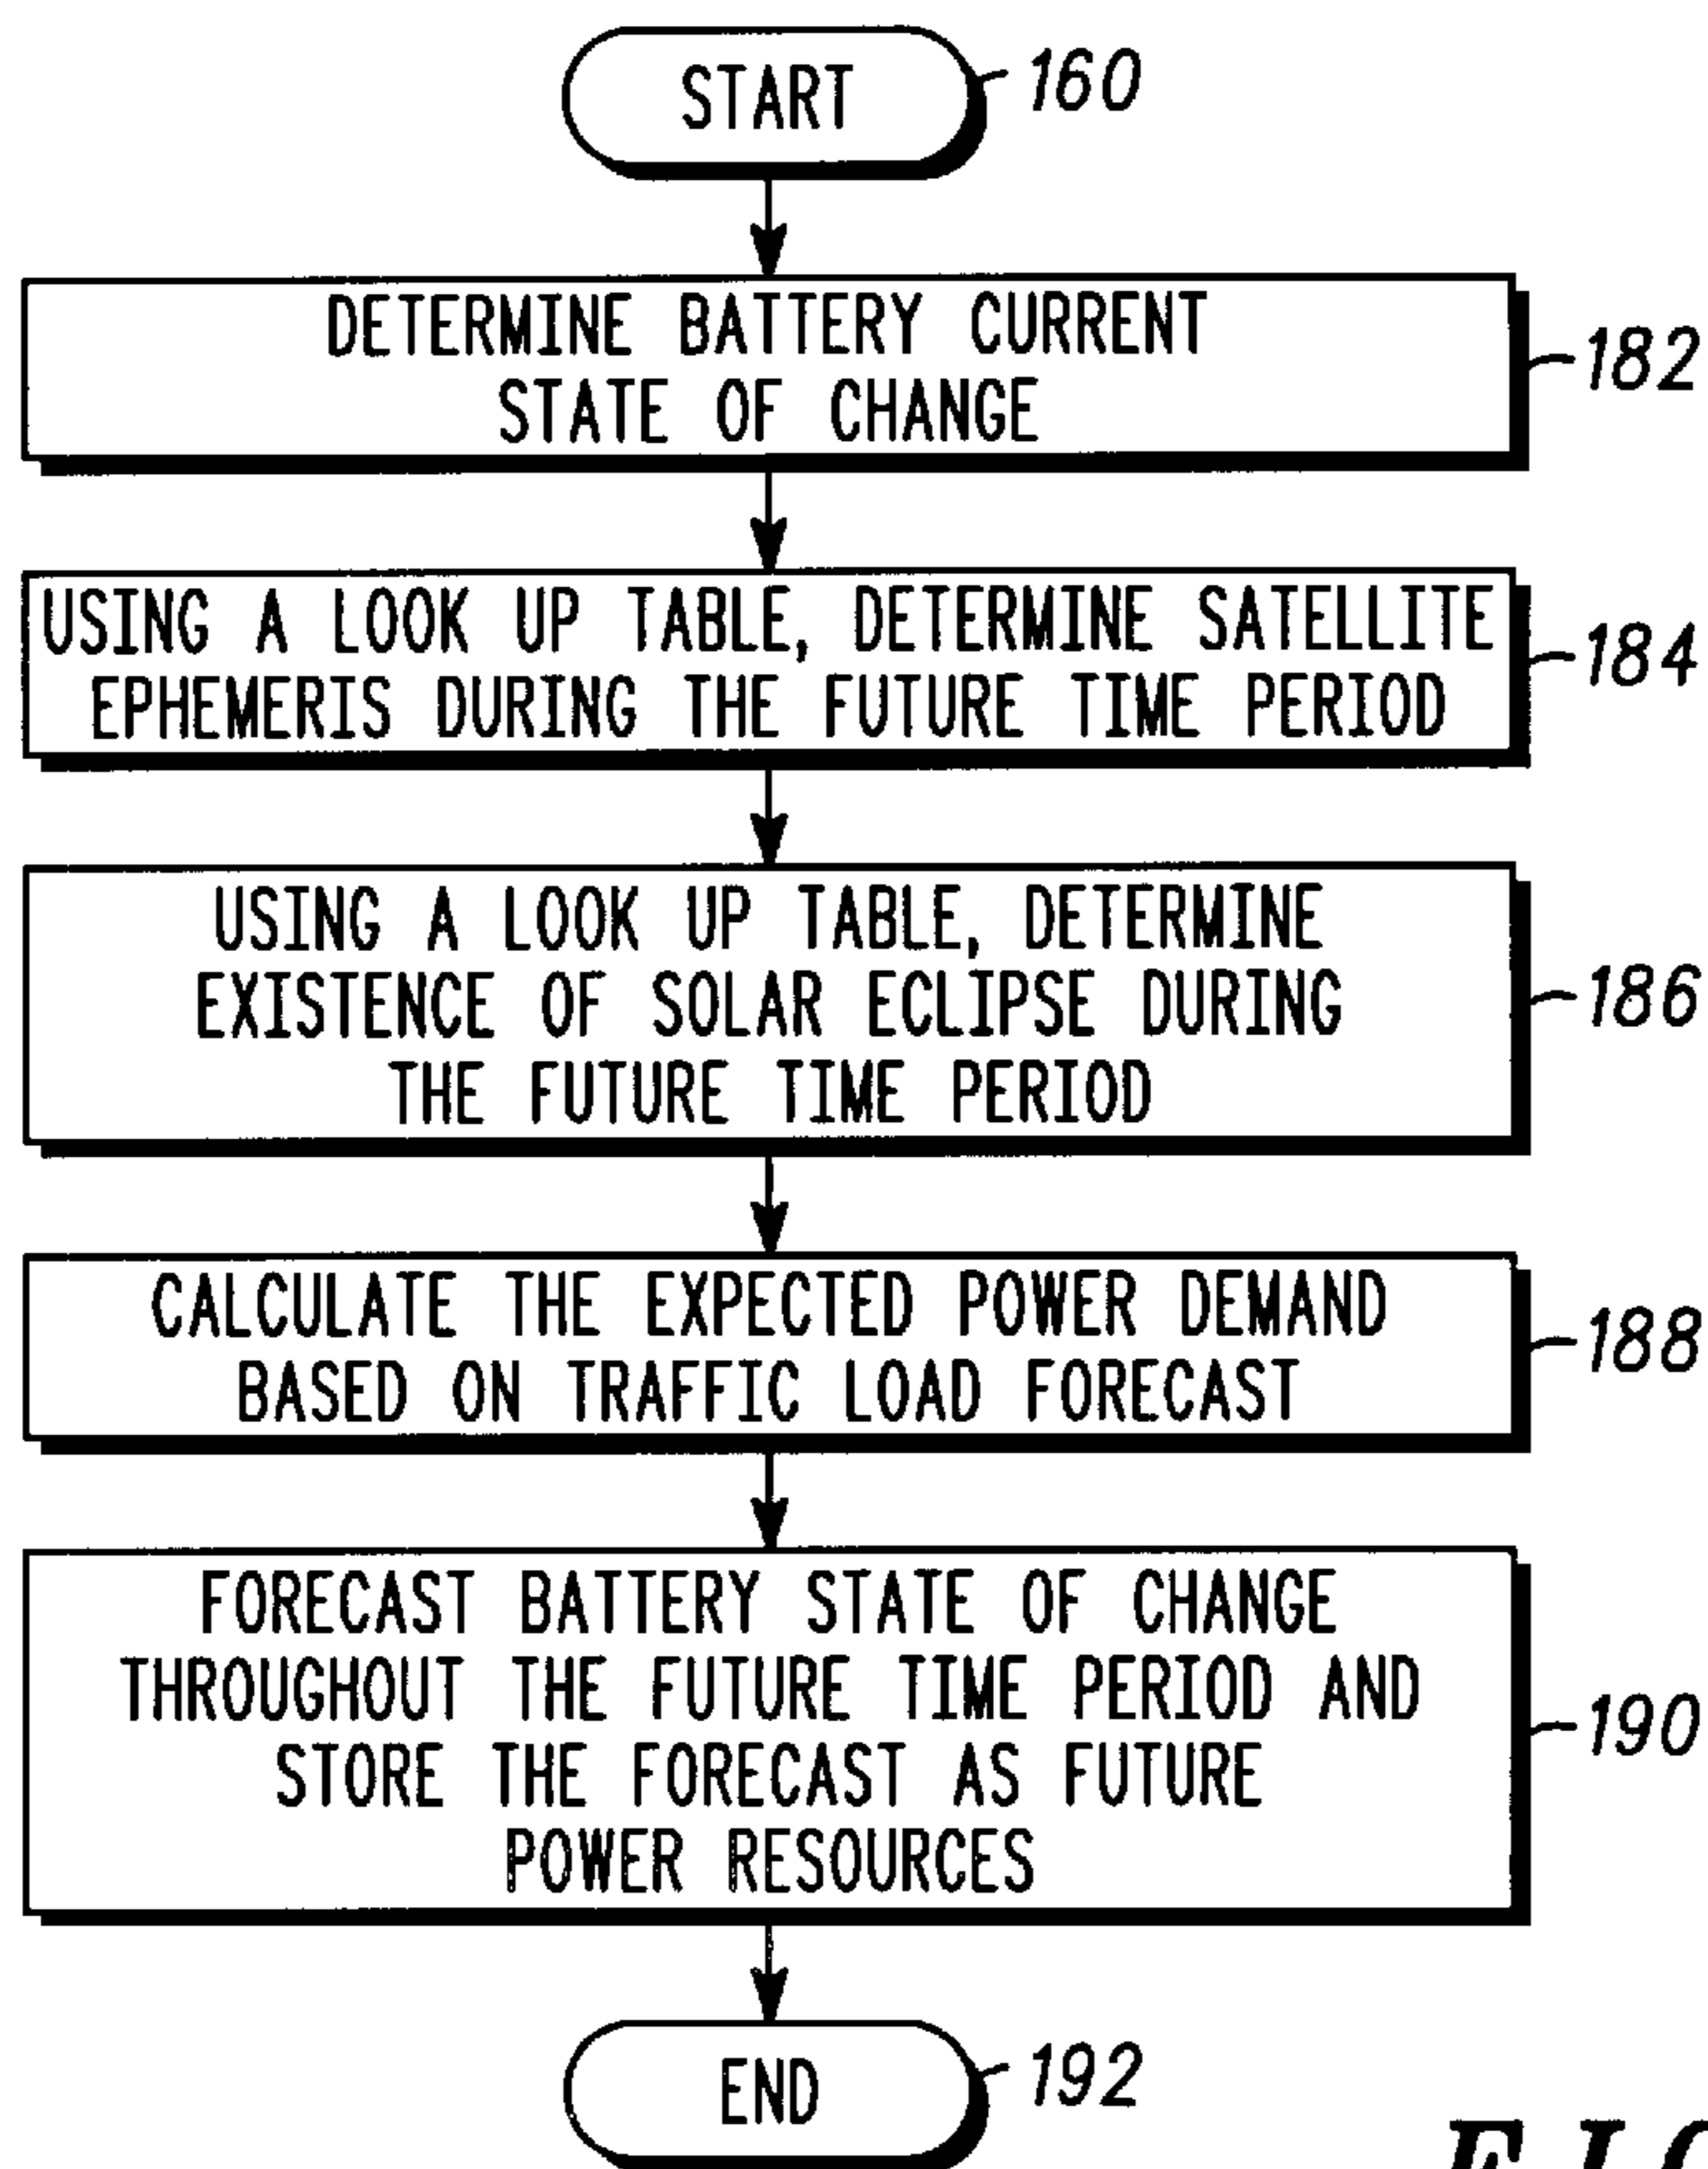 START
160
DETERMINE BATTERY CURRENT
STATE OF CHANGE
182
USING A LOOK UP TABLE, DETERMINE SATELLITE
EPHEMERIS DURING THE FUTURE TIME PERIOD
184
USING A LOOK UP TABLE, DETERMINE
EXISTENCE OF SOLAR ECLIPSE DURING
THE FUTURE TIME PERIOD
186
CALCULATE THE EXPECTED POWER DEMAND
BASED ON TRAFFIC LOAD FORECAST
188
FORECAST BATTERY STATE OF CHANGE
THROUGHOUT THE FUTURE TIME PERIOD AND
STORE THE FORECAST AS FUTURE
POWER RESOURCES
190
END
192